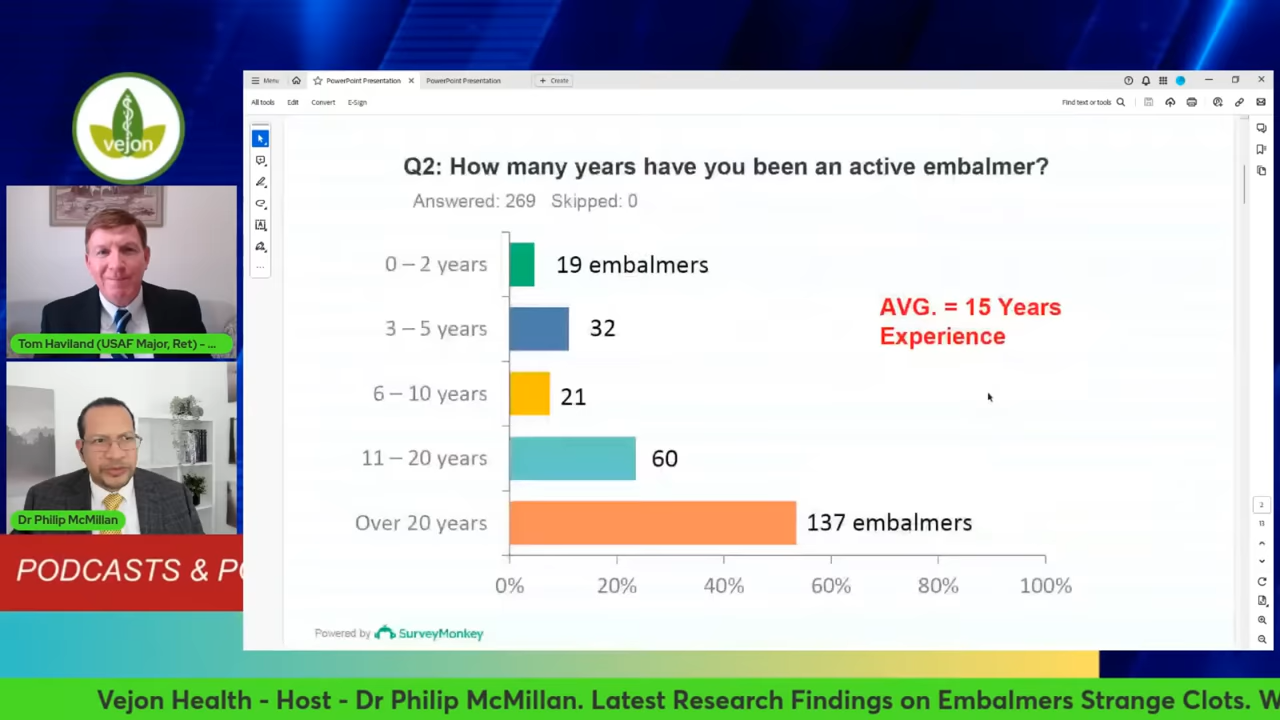 vejon
Tom Haviland (USAF Major, Ret) - ...
Dr Philip McMillan
PODCASTS & P
Menu
PowerPoint Presentation
PowerPoint Presentation
+ Create
All tools
Edit
Convert
E-Sign
Find text or tools
Q2: How many years have you been an active embalmer?
Answered: 269 Skipped: 0
0 – 2 years
19 embalmers
3 – 5 years
32
6 – 10 years
21
11 – 20 years
60
Over 20 years
137 embalmers
AVG. = 15 Years
Experience
0%
20%
40%
60%
80%
100%
Powered by SurveyMonkey
2
13
Vejon Health - Host - Dr Philip McMillan. Latest Research Findings on Embalmers Strange Clots. W